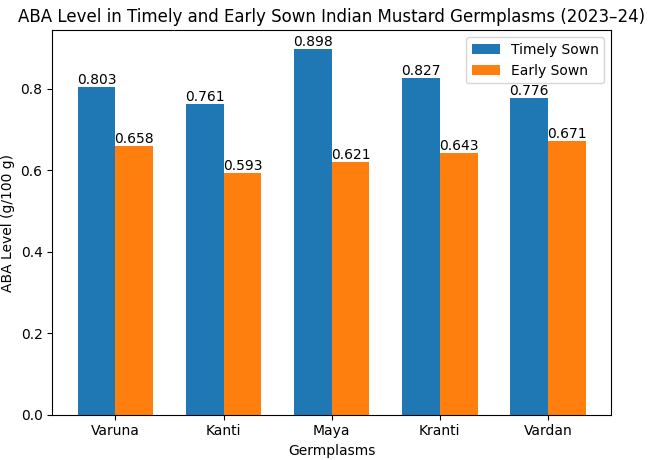 ABA Level in Timely and Early Sown Indian Mustard Germplasms (2023–24)
Timely Sown
Early Sown
ABA Level (g/100 g)
0.8
0.6
0.4
0.2
0.0
0.803
0.658
0.761
0.593
0.898
0.621
0.827
0.643
0.776
0.671
Varuna
Kanti
Maya
Kranti
Vardan
Germplasms